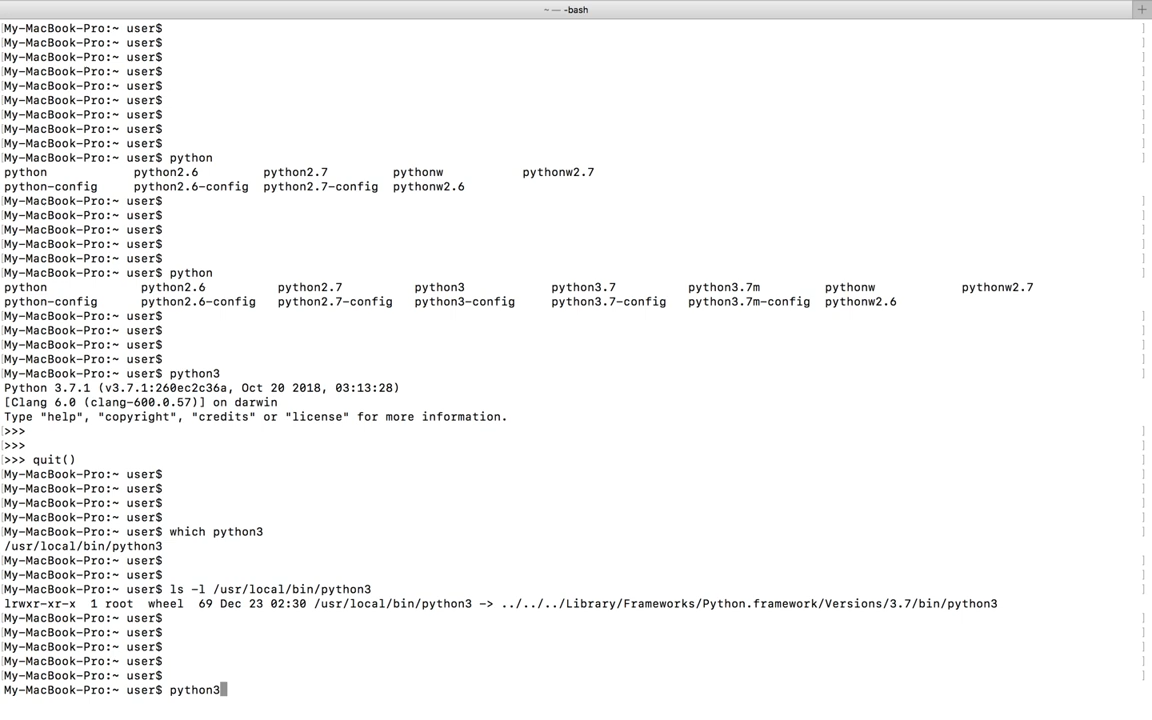 ~ — -bash
My-MacBook-Pro:~ user$
My-MacBook-Pro:~ user$
My-MacBook-Pro:~ user$
My-MacBook-Pro:~ user$
My-MacBook-Pro:~ user$
My-MacBook-Pro:~ user$
My-MacBook-Pro:~ user$
My-MacBook-Pro:~ user$
My-MacBook-Pro:~ user$
My-MacBook-Pro:~ user$ python
python python2.6 python2.7 pythonw pythonw2.7
python-config python2.6-config python2.7-config pythonw2.6
My-MacBook-Pro:~ user$
My-MacBook-Pro:~ user$
My-MacBook-Pro:~ user$
My-MacBook-Pro:~ user$
My-MacBook-Pro:~ user$
My-MacBook-Pro:~ user$ python
python python2.6 python2.7 python3 python3.7 python3.7m pythonw pythonw2.7
python-config python2.6-config python2.7-config python3-config python3.7-config python3.7m-config pythonw2.6
My-MacBook-Pro:~ user$
My-MacBook-Pro:~ user$
My-MacBook-Pro:~ user$
My-MacBook-Pro:~ user$
My-MacBook-Pro:~ user$ python3
Python 3.7.1 (v3.7.1:260ec2c36a, Oct 20 2018, 03:13:28)
[Clang 6.0 (clang-600.0.57)] on darwin
Type "help", "copyright", "credits" or "license" for more information.
>>>
>>>
>>> quit()
My-MacBook-Pro:~ user$
My-MacBook-Pro:~ user$
My-MacBook-Pro:~ user$
My-MacBook-Pro:~ user$
My-MacBook-Pro:~ user$ which python3
/usr/local/bin/python3
My-MacBook-Pro:~ user$
My-MacBook-Pro:~ user$
My-MacBook-Pro:~ user$ ls -l /usr/local/bin/python3
lrwxr-xr-x 1 root wheel 69 Dec 23 02:30 /usr/local/bin/python3 -> ../../../Library/Frameworks/Python.framework/Versions/3.7/bin/python3
My-MacBook-Pro:~ user$
My-MacBook-Pro:~ user$
My-MacBook-Pro:~ user$
My-MacBook-Pro:~ user$
My-MacBook-Pro:~ user$
My-MacBook-Pro:~ user$ python3